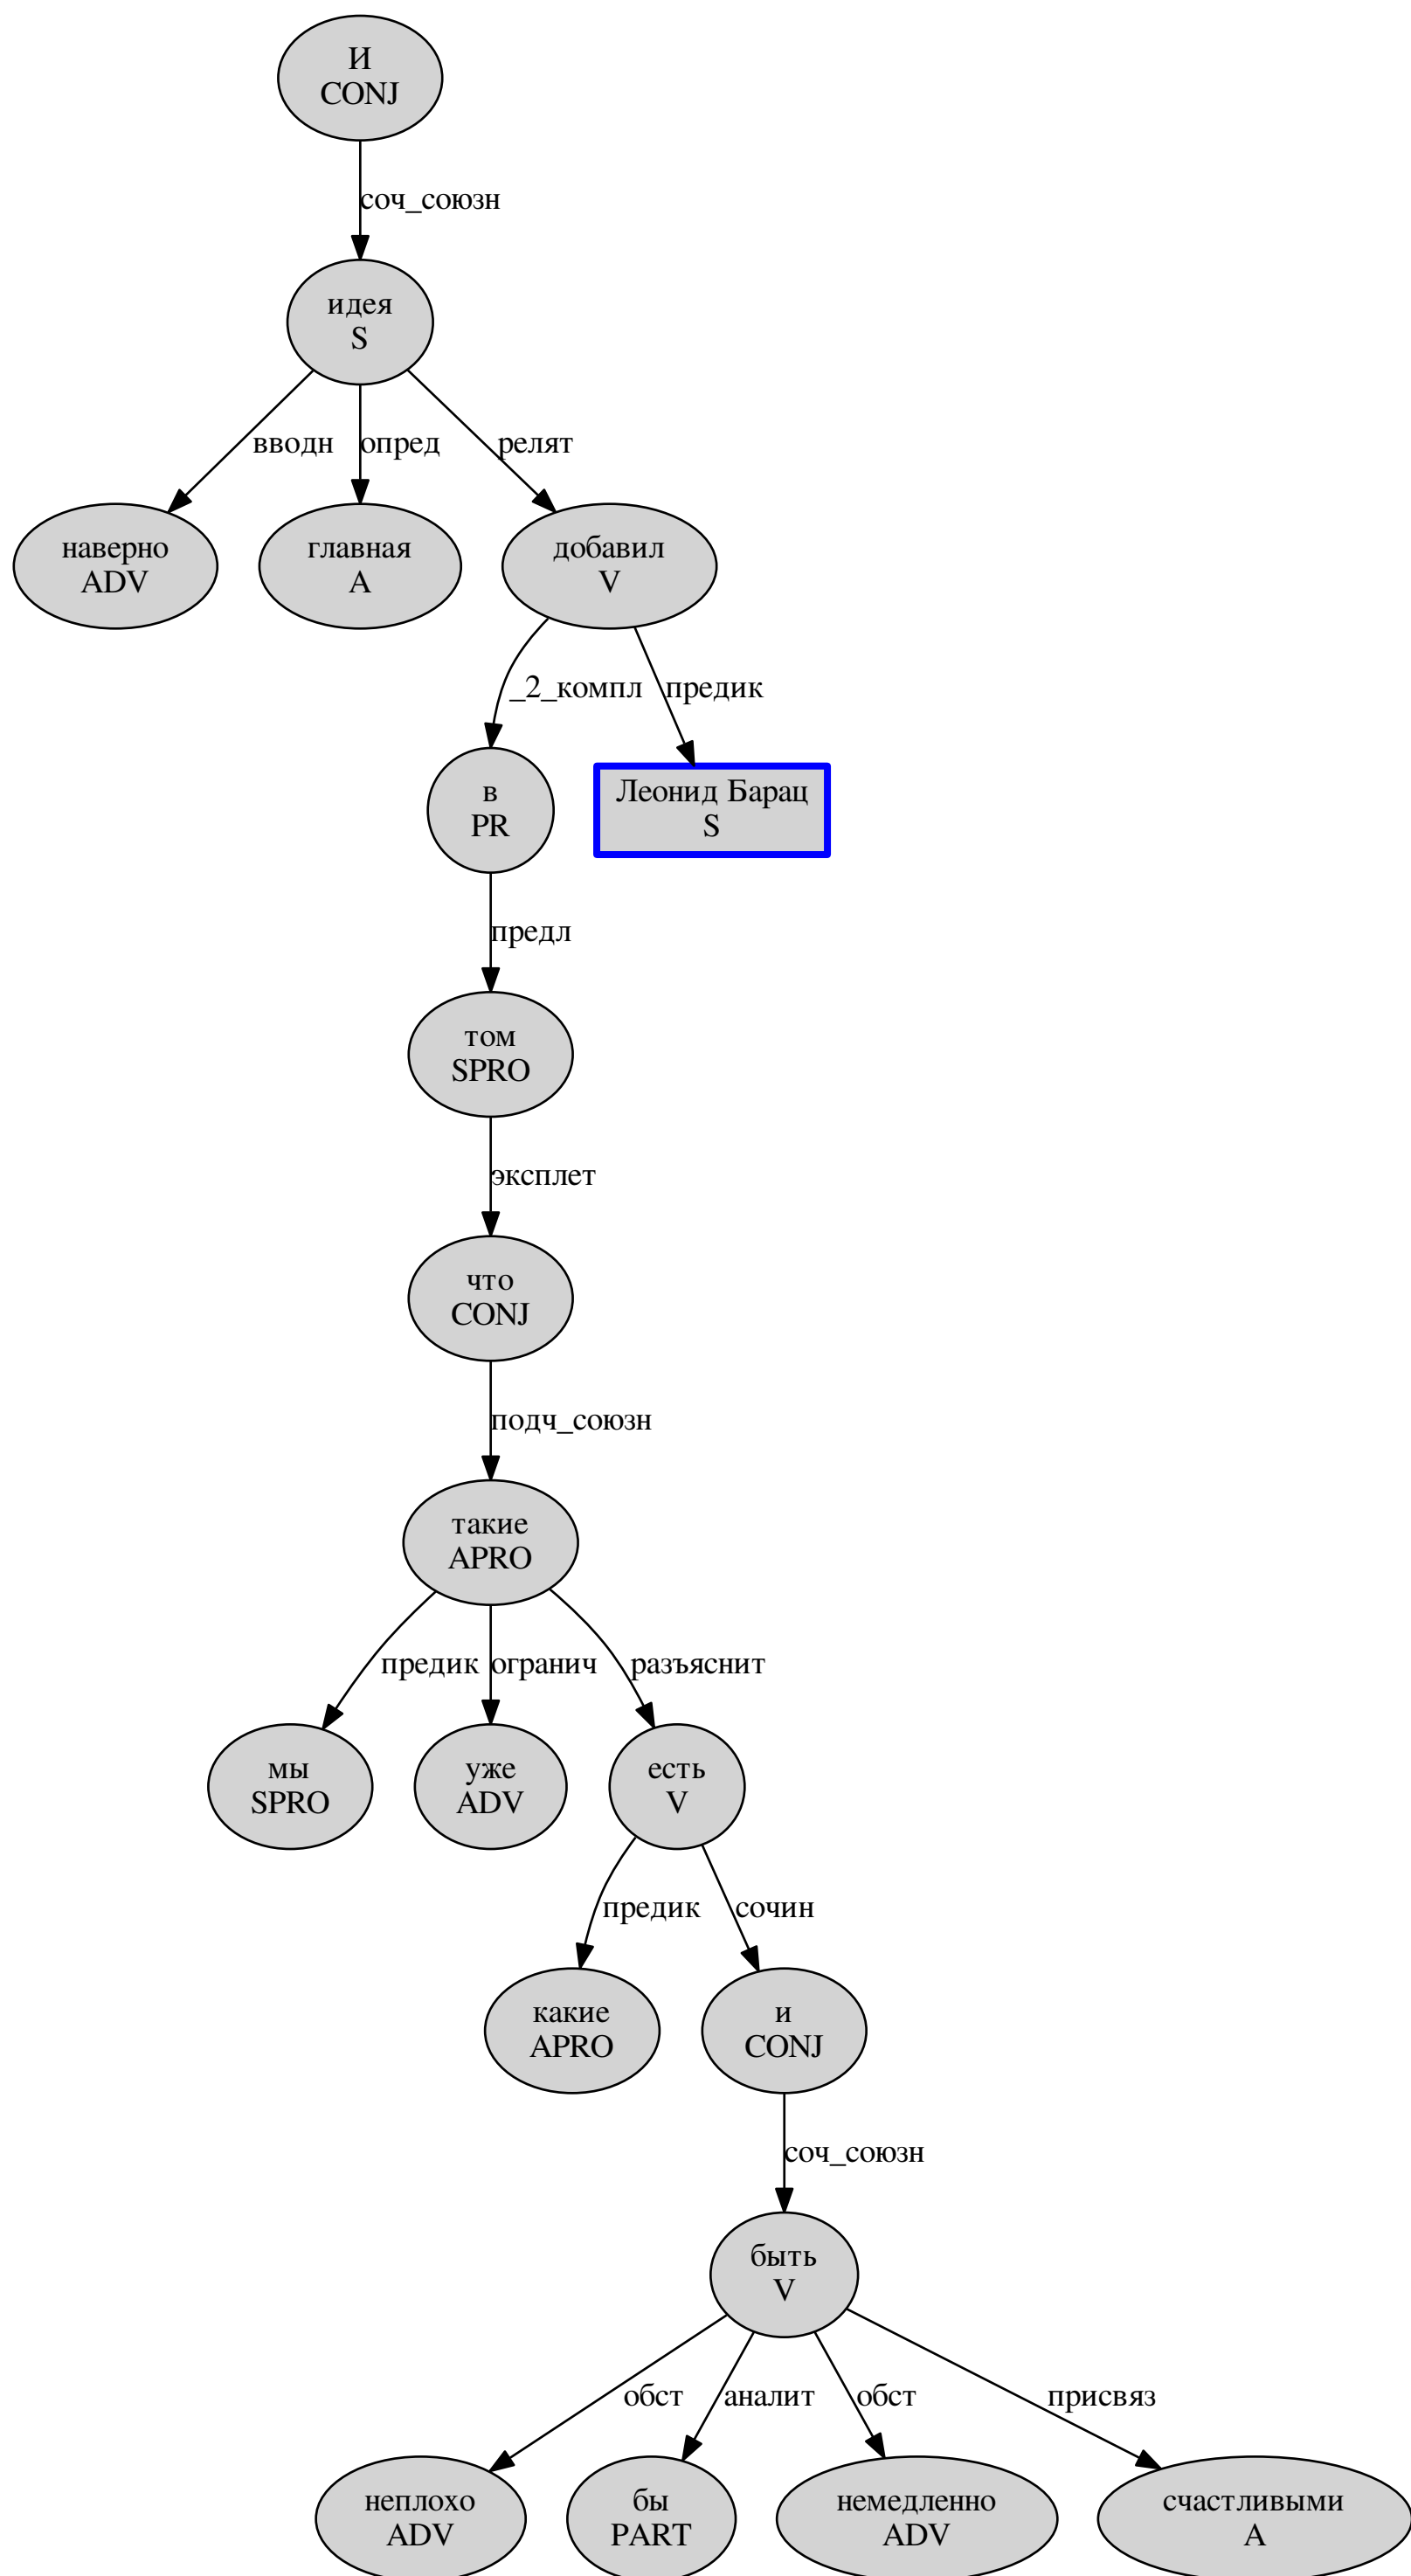 И
CONJ
соч_союзн
идея
S
вводн
опред
релят
наверно
ADV
главная
A
добавил
V
_2_компл
предик
в
PR
Леонид Барац
S
предл
том
SPRO
эксплет
что
CONJ
подч_союзн
такие
APRO
предик
огранич
разъяснит
мы
SPRO
уже
ADV
есть
V
предик
сочин
какие
APRO
и
CONJ
соч_союзн
быть
V
обст
аналит
обст
присвяз
неплохо
ADV
бы
PART
немедленно
ADV
счастливыми
A